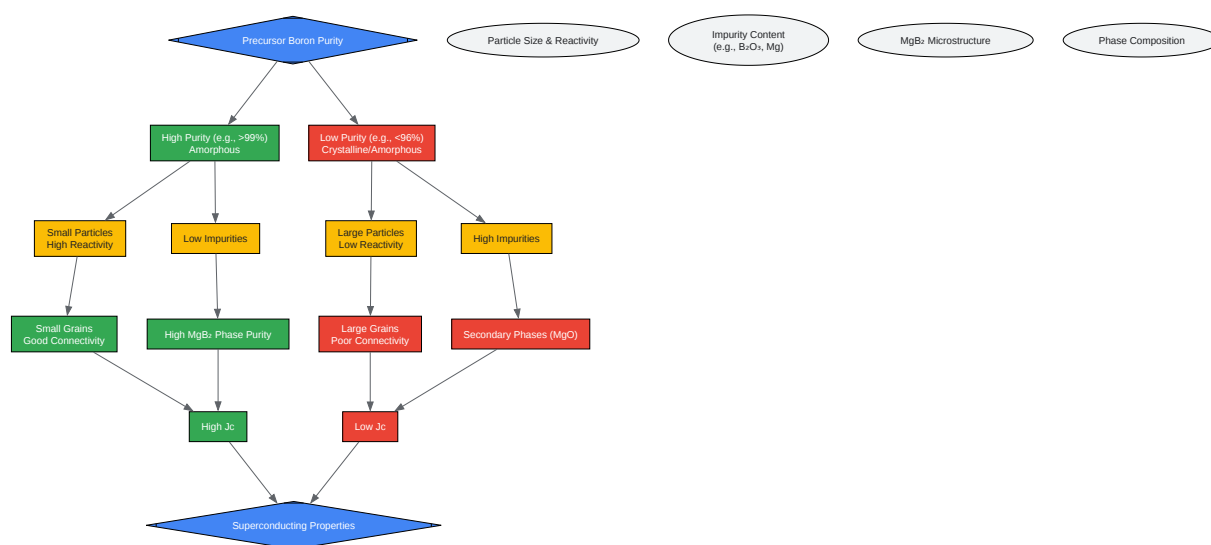 Precursor Boron Purity
Particle Size & Reactivity
Impurity Content
(e.g., B₂O₃, Mg)
MgB₂ Microstructure
Phase Composition
High Purity (e.g., >99%)
Amorphous
Low Purity (e.g., <96%)
Crystalline/Amorphous
Small Particles
High Reactivity
Low Impurities
Large Particles
Low Reactivity
High Impurities
Small Grains
Good Connectivity
High MgB₂ Phase Purity
Large Grains
Poor Connectivity
Secondary Phases (MgO)
High Jc
Low Jc
Superconducting Properties